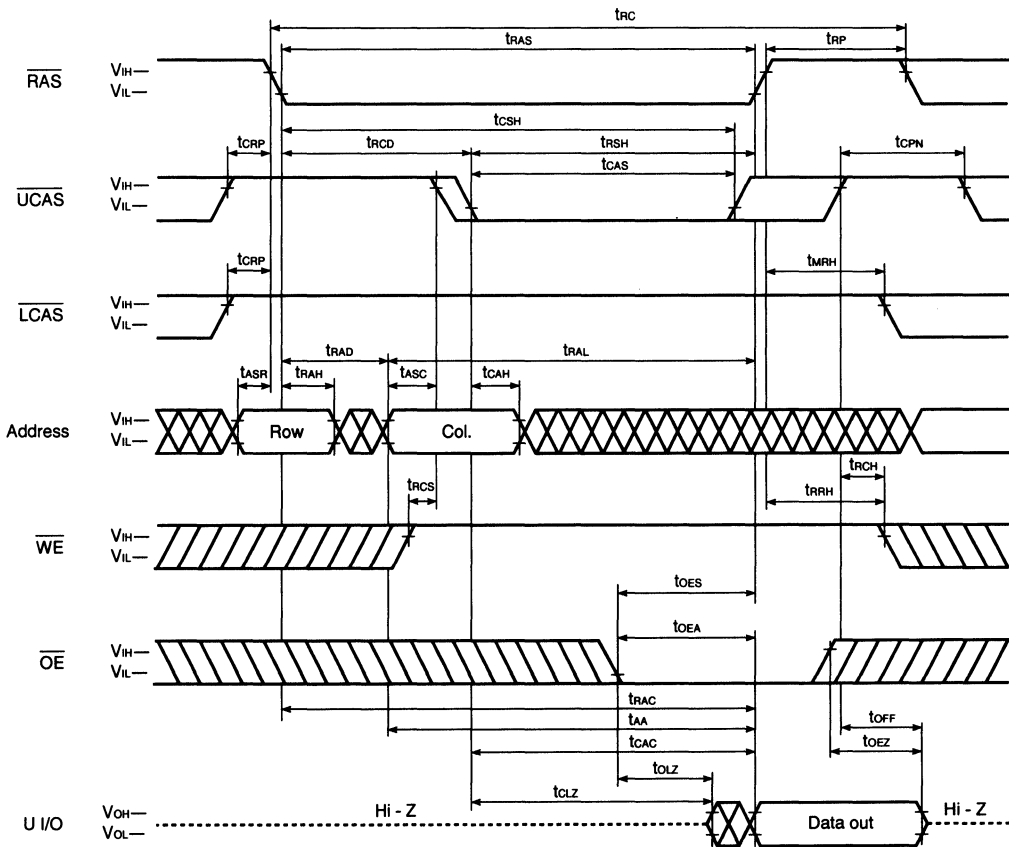 tRC
tRAS
tRP
RAS
VIH
VIL
tCSH
tCRP
tRCD
tRSH
tCPN
tCAS
UCAS
VIH
VIL
tCRP
tMRH
LCAS
VIH
VIL
tRAD
tRAL
tASR
tRAH
tASC
tCAH
Address
VIH
VIL
Row
Col.
tRCH
tRCS
tRRH
WE
VIH
VIL
tOES
tOEA
OE
VIH
VIL
tRAC
tAA
tOFF
tCAC
tOEZ
tOLZ
tCLZ
U I/O
VOH
VOL
Hi - Z
Data out
Hi - Z